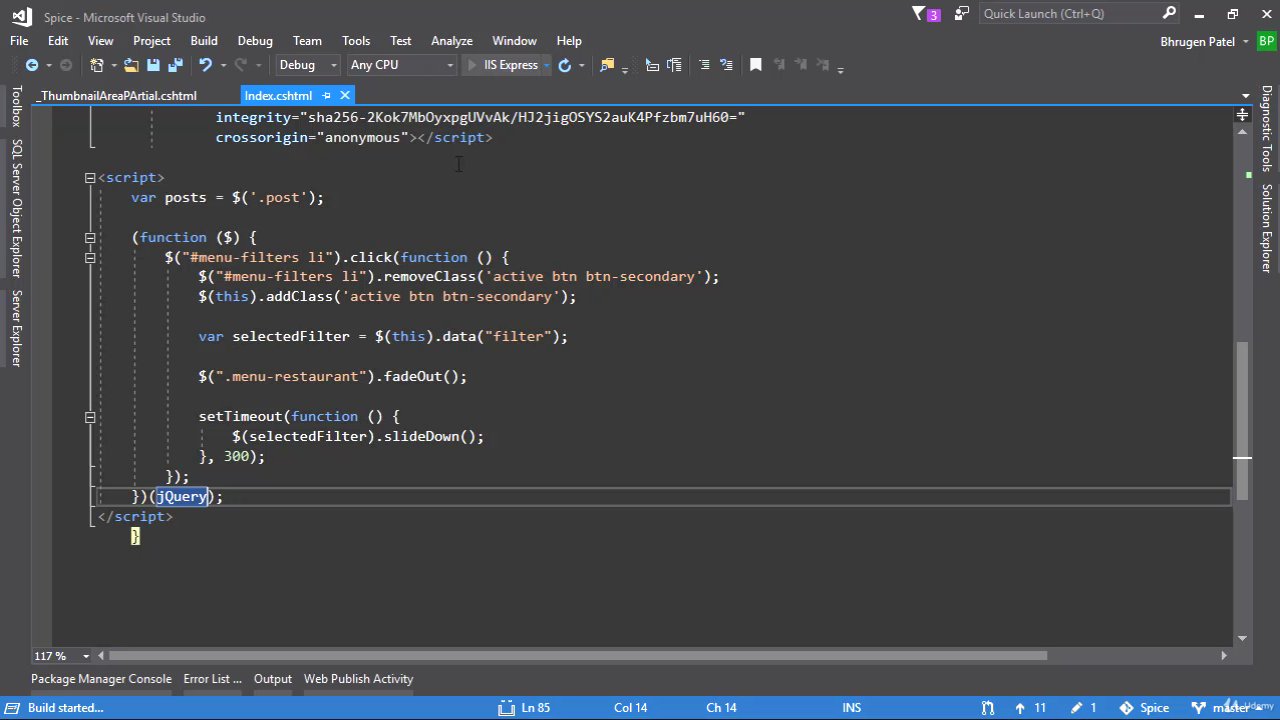 Spice - Microsoft Visual Studio
3
Quick Launch (Ctrl+Q)
File Edit View Project Build Debug Team Tools Test Analyze Window Help
Bhrugen Patel BP
Debug Any CPU IIS Express
_ThumbnailAreaPArtial.cshtml Index.cshtml
Toolbox
SQL Server Object Explorer
Server Explorer
Diagnostic Tools
Solution Explorer
integrity="sha256-2Kok7MbOyxpgUVvAk/HJ2jigOSYS2auK4Pfzbm7uH60="
crossorigin="anonymous"></script>
<script>
var posts = $('.post');
(function ($) {
$("#menu-filters li").click(function () {
$("#menu-filters li").removeClass('active btn btn-secondary');
$(this).addClass('active btn btn-secondary');
var selectedFilter = $(this).data("filter");
$(".menu-restaurant").fadeOut();
setTimeout(function () {
$(selectedFilter).slideDown();
}, 300);
});
})(jQuery);
</script>
}
117 %
Package Manager Console Error List ... Output Web Publish Activity
Build started... Ln 85 Col 14 Ch 14 INS 11 1 Spice master
Udemy